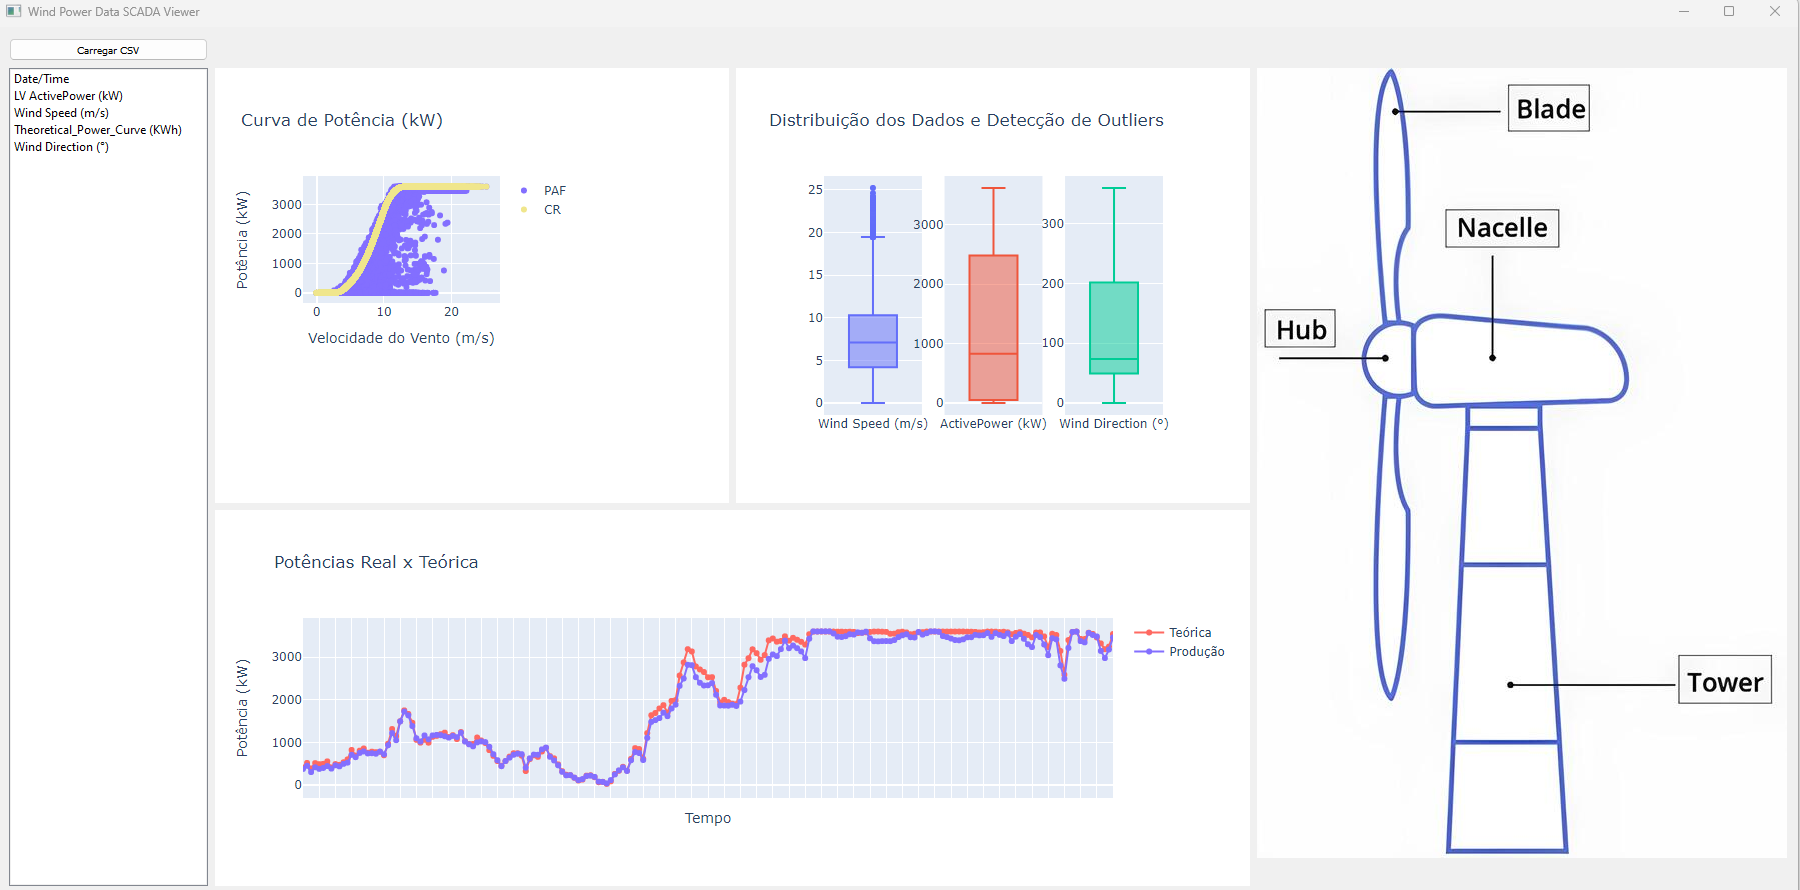 Wind Power Data SCADA Viewer
Carregar CSV
Date/Time
LV ActivePower (kW)
Wind Speed (m/s)
Theoretical_Power_Curve (KWh)
Wind Direction (°)
Curva de Potência (kW)
Potência (kW)
3000
2000
1000
0
0 10 20
Velocidade do Vento (m/s)
PAF
CR
Distribuição dos Dados e Detecção de Outliers
25
20
15
10
5
0
3000
2000
1000
0
300
200
100
0
Wind Speed (m/s) ActivePower (kW) Wind Direction (°)
Potências Real x Teórica
Potência (kW)
3000
2000
1000
0
Tempo
Teórica
Produção
Blade
Nacelle
Hub
Tower